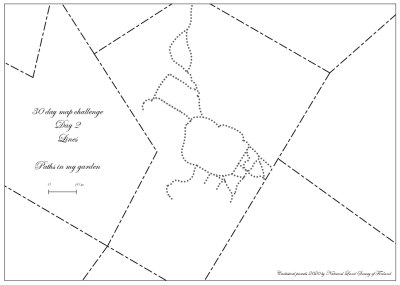 30 day map challenge
Day 2
Lines
Paths in my garden
0
Cadastral parcels 2020 by National Land Survey of Finland